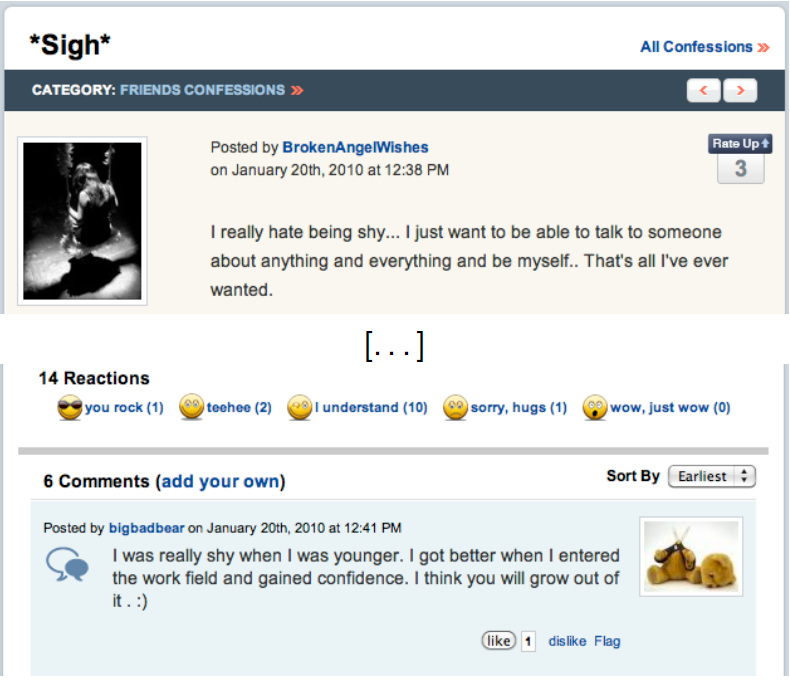 *Sigh*
All Confessions »
CATEGORY: FRIENDS CONFESSIONS »
< >
Posted by BrokenAngelWishes
on January 20th, 2010 at 12:38 PM
Rate Up
3
I really hate being shy... I just want to be able to talk to someone
about anything and everything and be myself.. That's all I've ever
wanted.
[...]
14 Reactions
you rock (1) teehee (2) I understand (10) sorry, hugs (1) wow, just wow (0)
6 Comments (add your own)
Sort By Earliest
Posted by bigbadbear on January 20th, 2010 at 12:41 PM
I was really shy when I was younger. I got better when I entered
the work field and gained confidence. I think you will grow out of
it . :)
like 1 dislike Flag